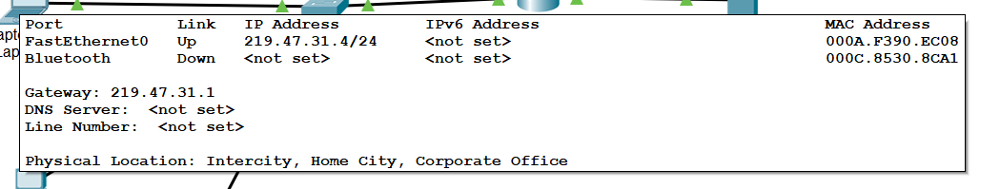 Port Link IP Address IPv6 Address MAC Address
FastEthernet0 Up 219.47.31.4/24 <not set> 000A.F390.EC08
Bluetooth Down <not set> <not set> 000C.8530.8CA1
Gateway: 219.47.31.1
DNS Server: <not set>
Line Number: <not set>
Physical Location: Intercity, Home City, Corporate Office